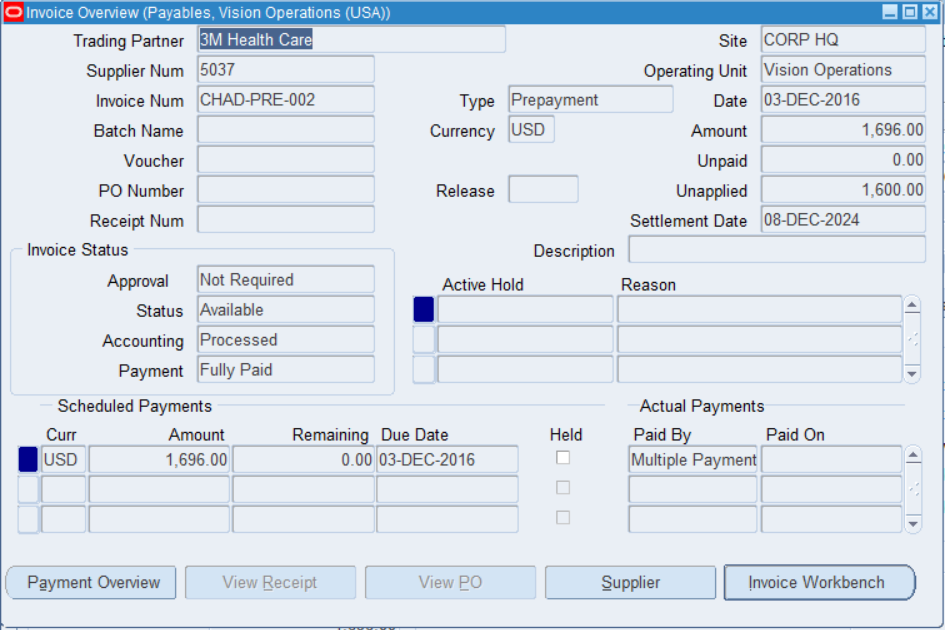 Invoice Overview (Payables, Vision Operations (USA))
Trading Partner 3M Health Care Site CORP HQ
Supplier Num 5037 Operating Unit Vision Operations
Invoice Num CHAD-PRE-002 Type Prepayment Date 03-DEC-2016
Batch Name Currency USD Amount 1,696.00
Voucher Unpaid 0.00
PO Number Release Unapplied 1,600.00
Receipt Num Settlement Date 08-DEC-2024
Invoice Status Description
Approval Not Required Active Hold Reason
Status Available
Accounting Processed
Payment Fully Paid
Scheduled Payments Actual Payments
Curr Amount Remaining Due Date Held Paid By Paid On
USD 1,696.00 0.00 03-DEC-2016 Multiple Payment
Payment Overview View Receipt View PO Supplier Invoice Workbench